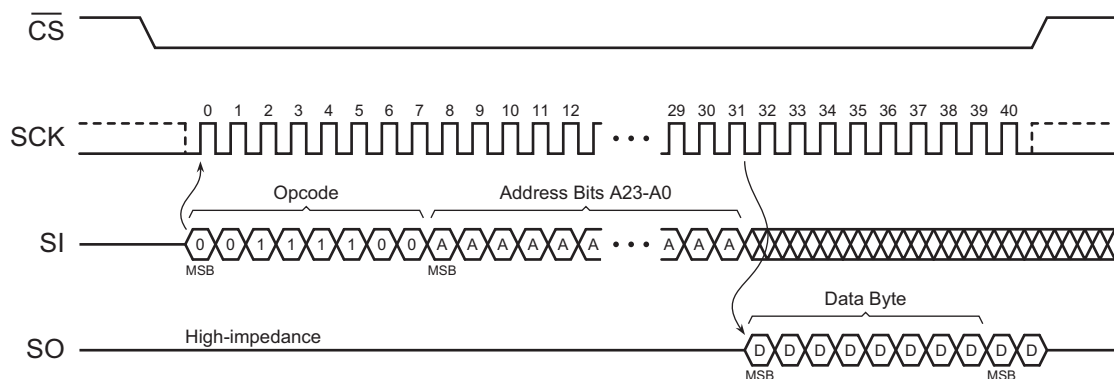 CS
0 1 2 3 4 5 6 7 8 9 10 11 12 29 30 31 32 33 34 35 36 37 38 39 40
SCK
Opcode Address Bits A23-A0
SI 0 0 1 1 1 1 0 0 A A A A A A A A A
MSB MSB
Data Byte
High-impedance
SO D D D D D D D D D D
MSB MSB